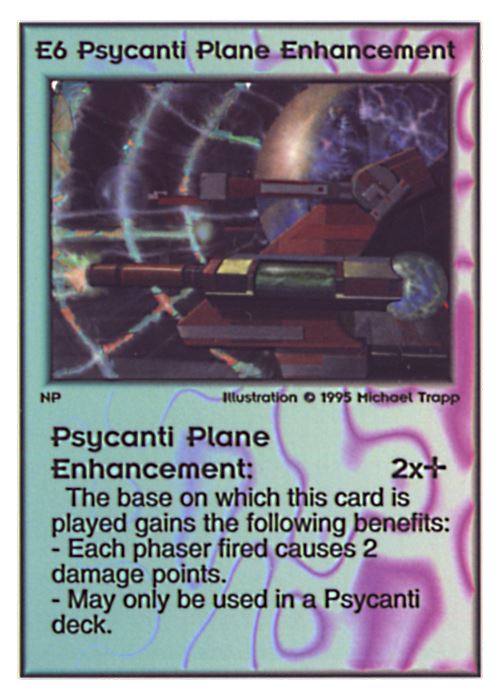 E6 Psycanti Plane Enhancement
NP
Illustration © 1995 Michael Trapp
Psycanti Plane
Enhancement: 2x✢
The base on which this card is
played gains the following benefits:
- Each phaser fired causes 2
damage points.
- May only be used in a Psycanti
deck.